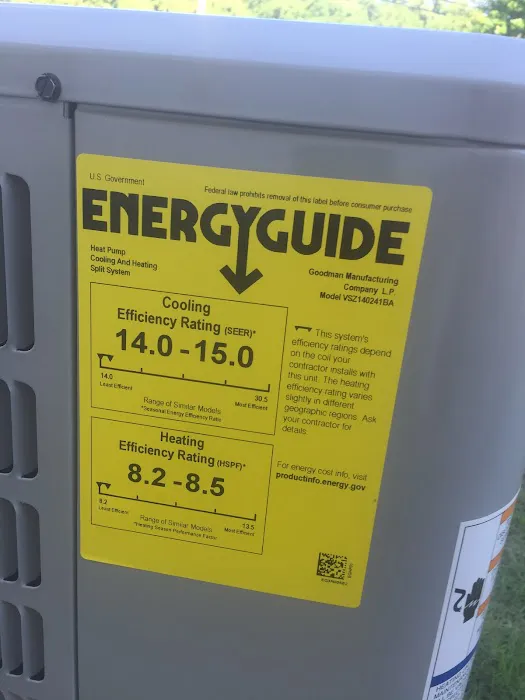 U.S. Government
Federal law prohibits removal of this label before consumer purchase
ENERGYGUIDE
Heat Pump
Cooling And Heating
Split System
Goodman Manufacturing
Company L.P.
Model VSZ140241BA
Cooling
Efficiency Rating (SEER)*
14.0 - 15.0
14.0
Least Efficient
30.5
Most Efficient
Range of Similar Models
*Seasonal Energy Efficiency Ratio
This system's
efficiency ratings depend
on the coil your
contractor installs with
this unit. The heating
efficiency rating varies
slightly in different
geographic regions. Ask
your contractor for
details.
Heating
Efficiency Rating (HSPF)*
8.2 - 8.5
8.2
Least Efficient
13.5
Most Efficient
Range of Similar Models
*Heating Season Performance Factor
For energy cost info, visit
productinfo.energy.gov
2